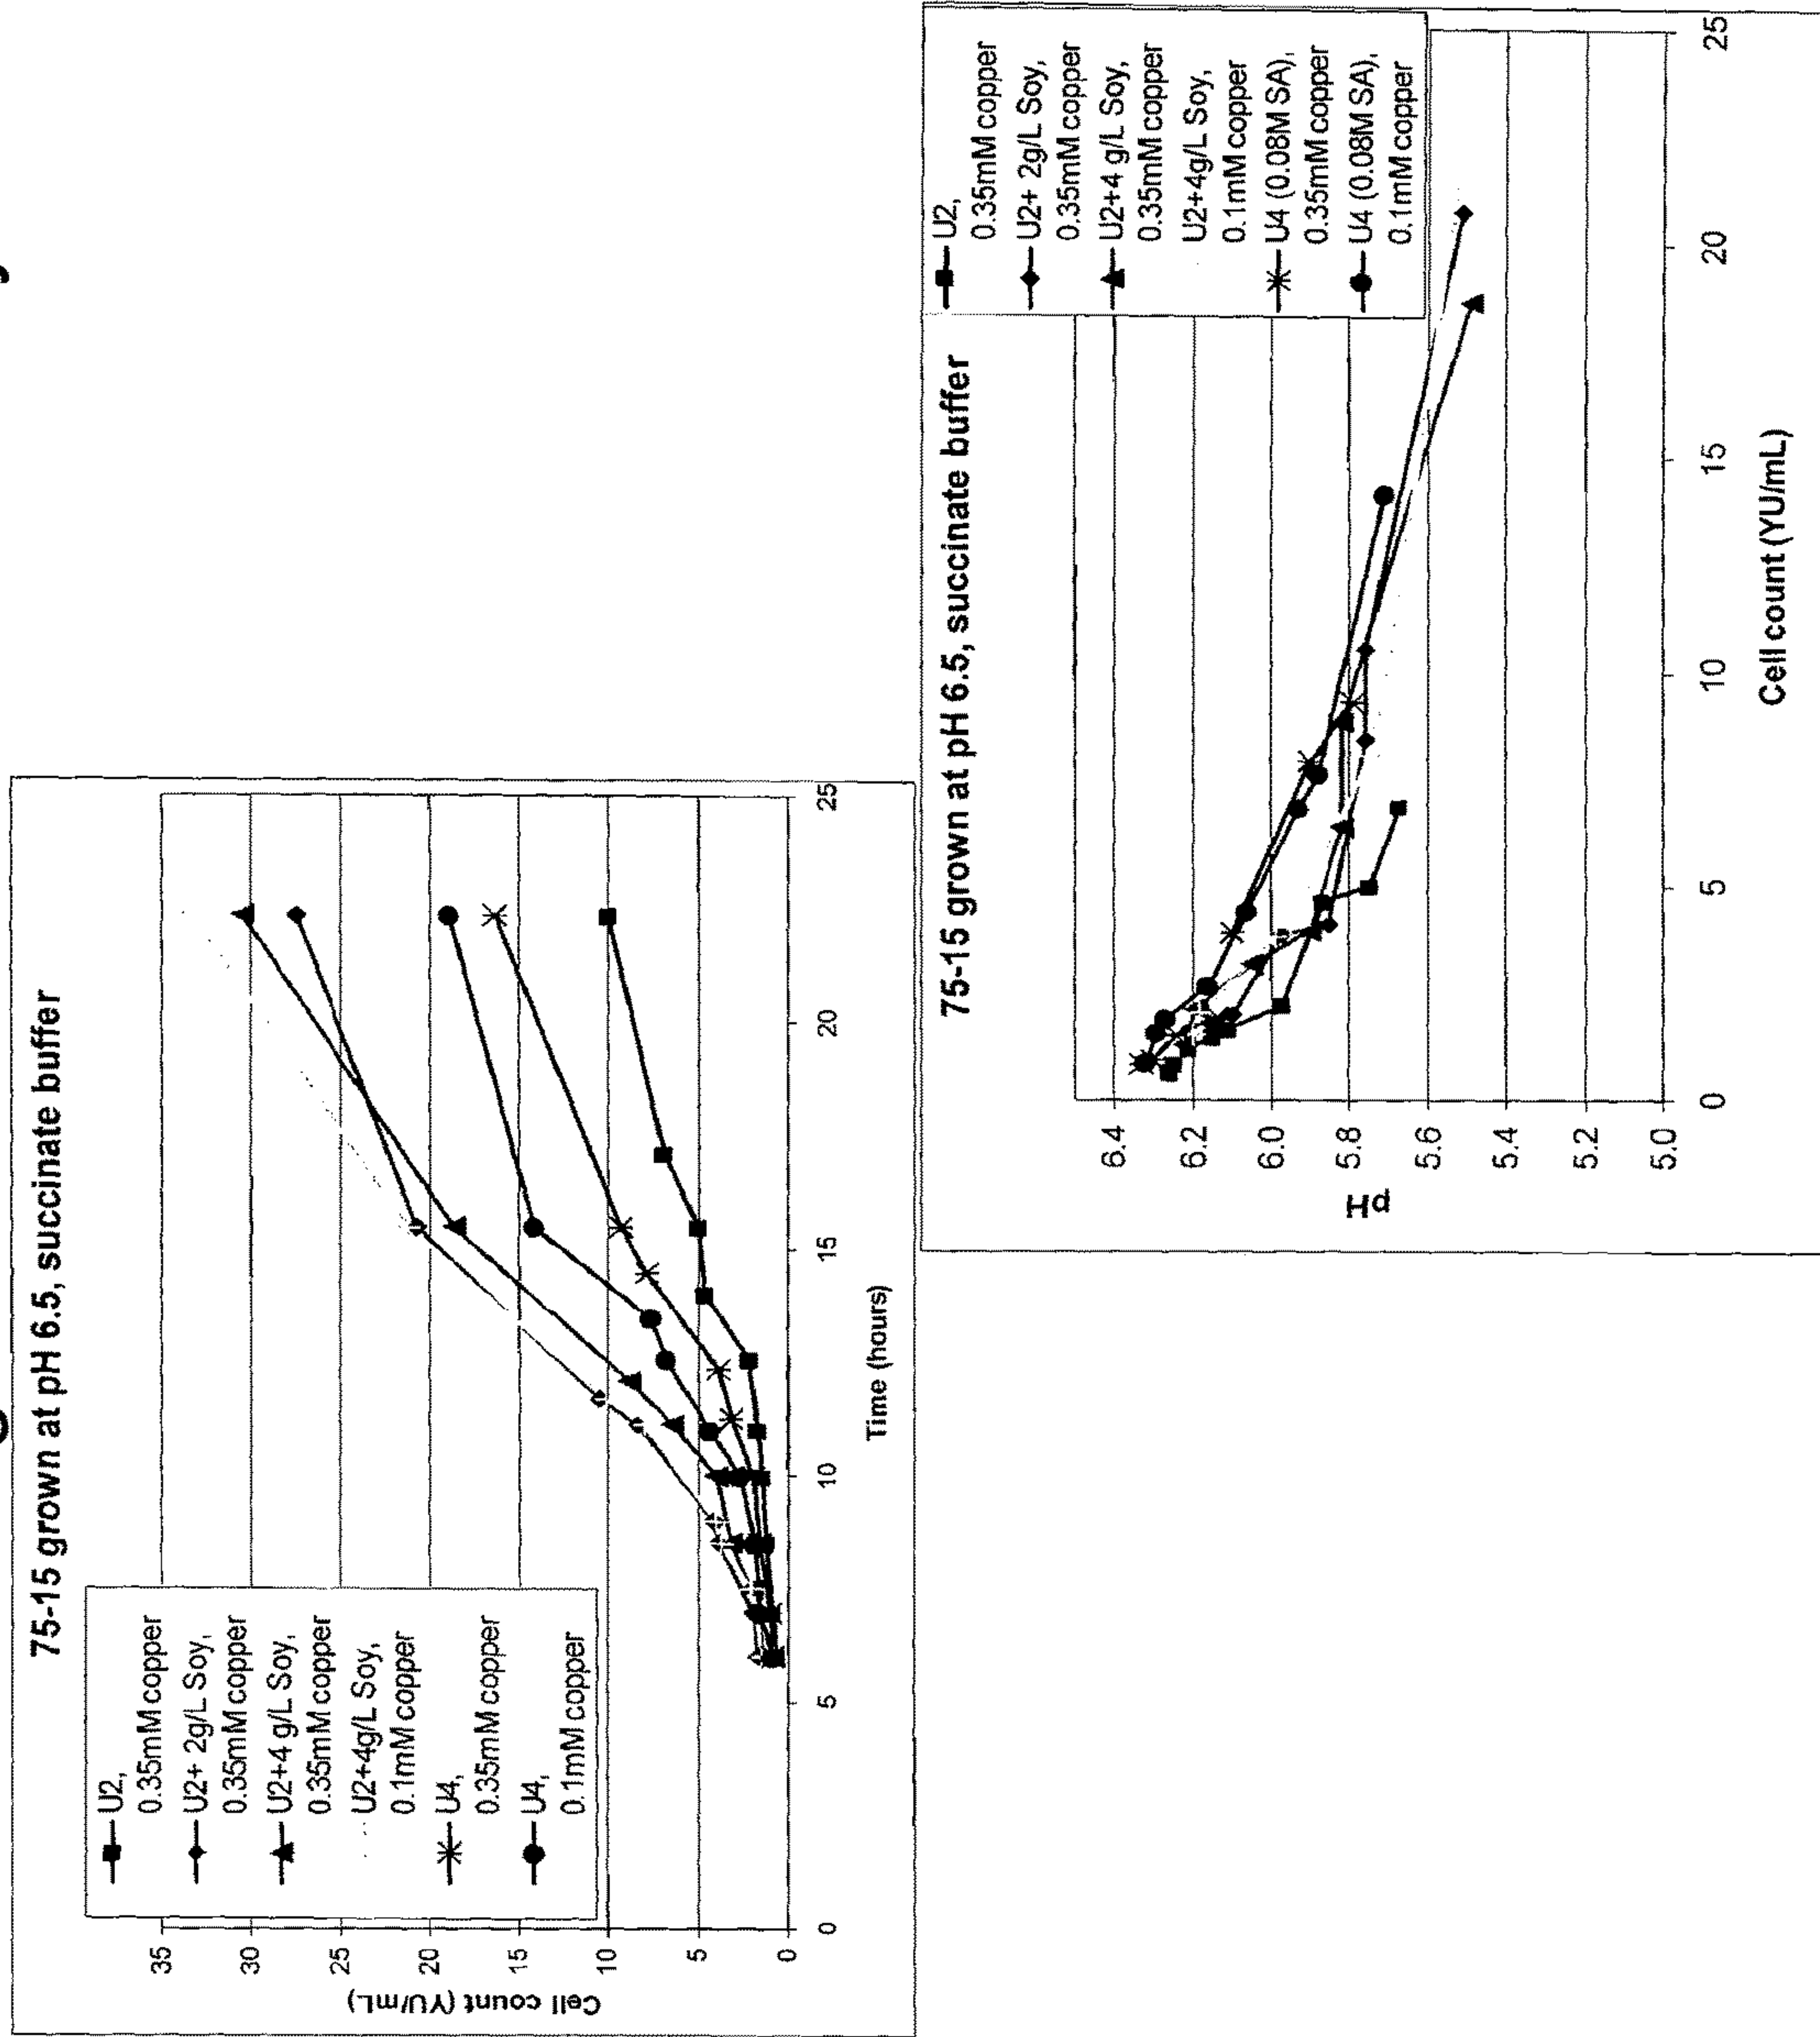 75-15 grown at pH 6.5, succinate buffer
U2,
0.35mM copper
U2+ 2g/L Soy,
0.35mM copper
U2+4 g/L Soy,
0.35mM copper
U2+4g/L Soy,
0.1mM copper
U4,
0.35mM copper
U4,
0.1mM copper
Cell count (YU/mL)
35
30
25
20
15
10
5
0
0
5
10
15
20
25
Time (hours)
75-15 grown at pH 6.5, succinate buffer
U2,
0.35mM copper
U2+ 2g/L Soy,
0.35mM copper
U2+4 g/L Soy,
0.35mM copper
U2+4g/L Soy,
0.1mM copper
U4 (0.08M SA),
0.35mM copper
U4 (0.08M SA),
0.1mM copper
pH
6.4
6.2
6.0
5.8
5.6
5.4
5.2
5.0
0
5
10
15
20
25
Cell count (YU/mL)